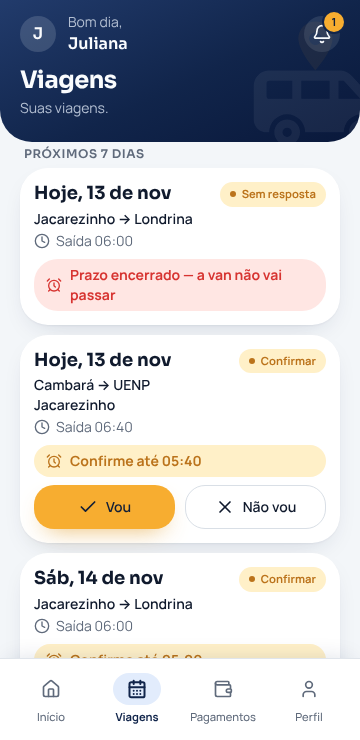 J
Bom dia,
Juliana
1
Viagens
Suas viagens.
PRÓXIMOS 7 DIAS
Hoje, 13 de nov
Sem resposta
Jacarezinho → Londrina
Saída 06:00
Prazo encerrado — a van não vai
passar
Hoje, 13 de nov
Confirmar
Cambará → UENP
Jacarezinho
Saída 06:40
Confirme até 05:40
Vou
Não vou
Sáb, 14 de nov
Confirmar
Jacarezinho → Londrina
Saída 06:00
Início
Viagens
Pagamentos
Perfil